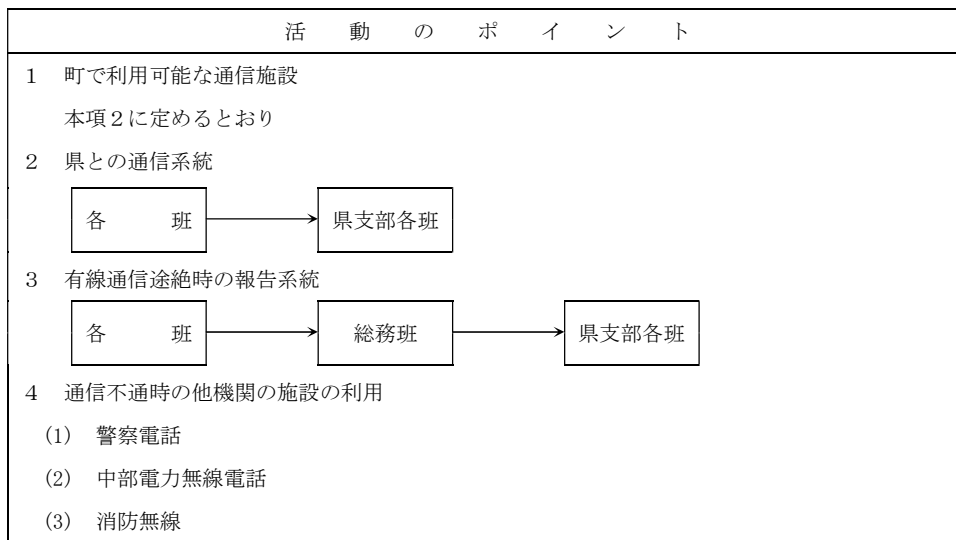 活動のポイント
１　町で利用可能な通信施設
本項２に定めるとおり
２　県との通信系統
各　班　県支部各班
３　有線通信途絶時の報告系統
各　班　総務班　県支部各班
４　通信不通時の他機関の施設の利用
(1)　警察電話
(2)　中部電力無線電話
(3)　消防無線